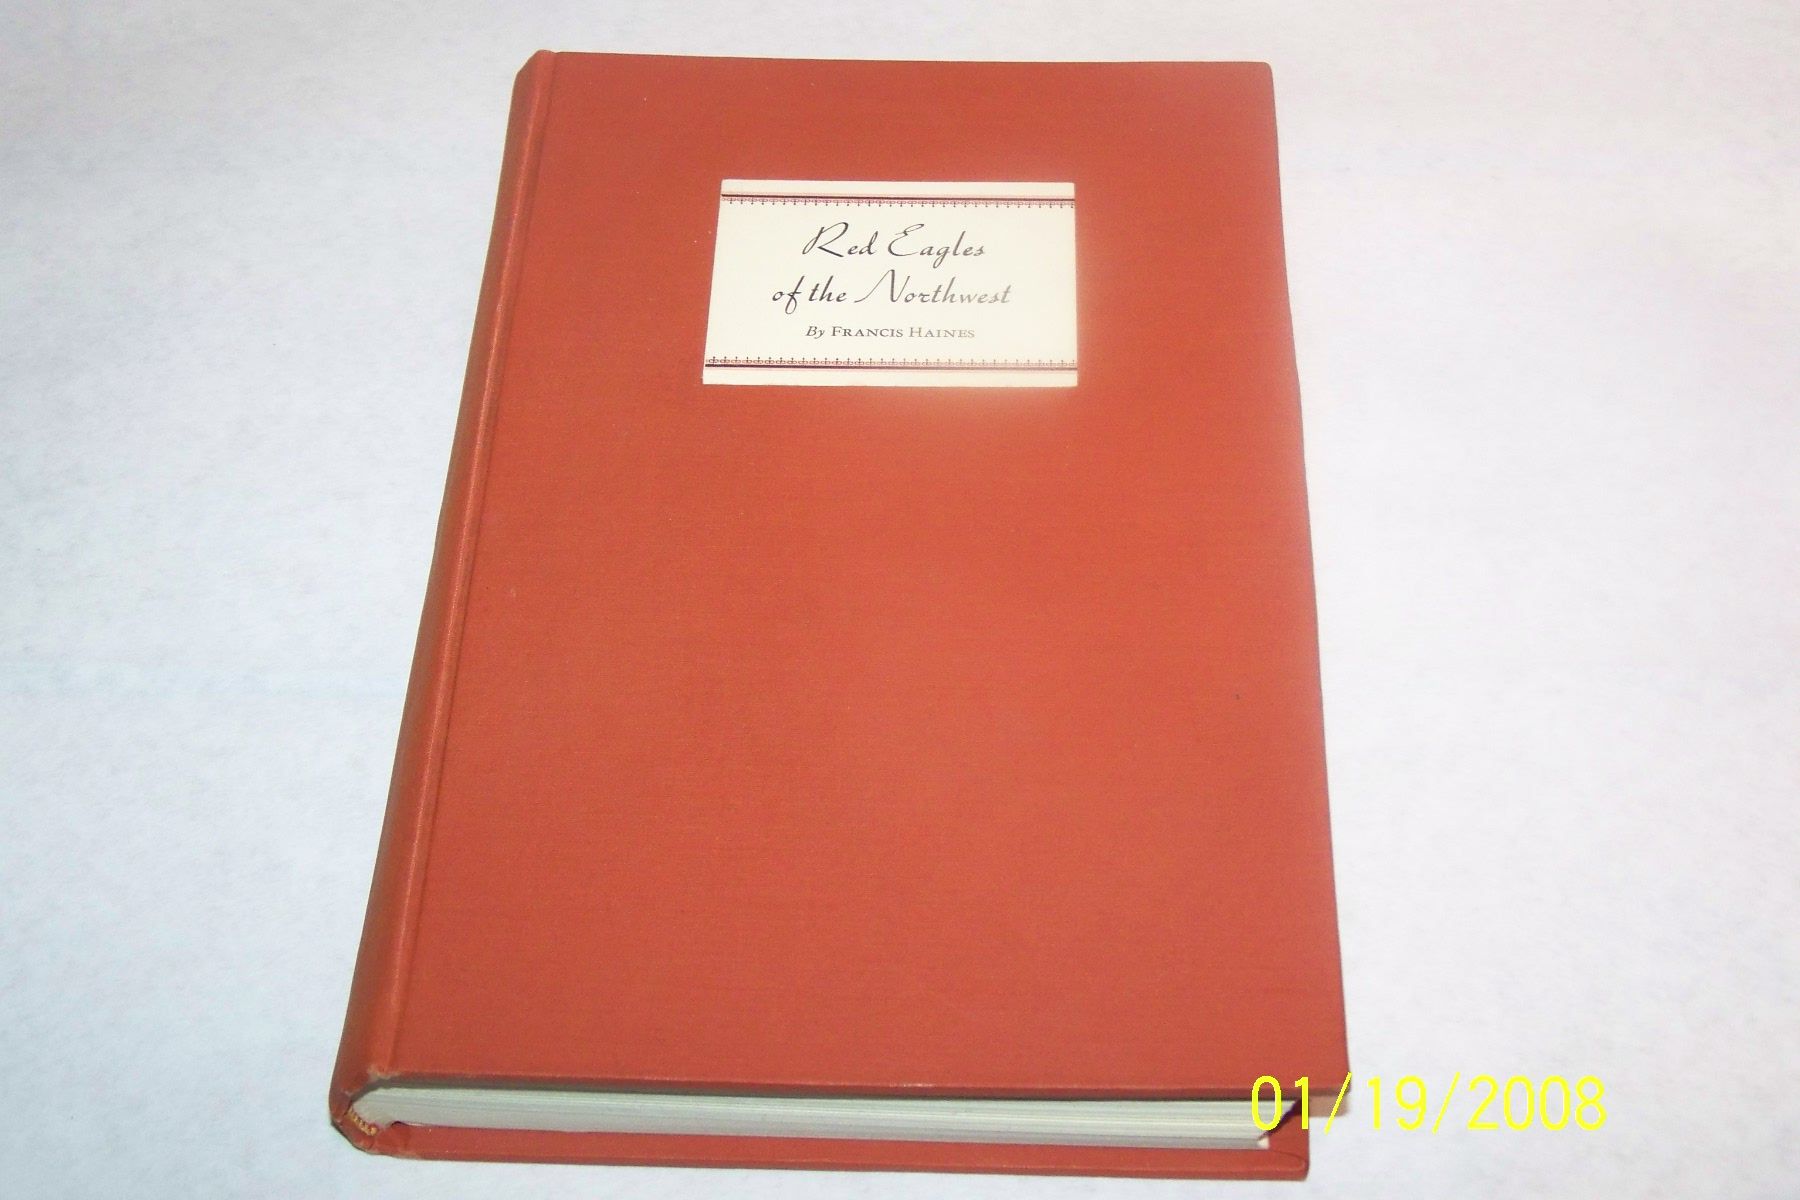 Red Eagles
of the Northwest
By FRANCIS HAINES
01/19/2008